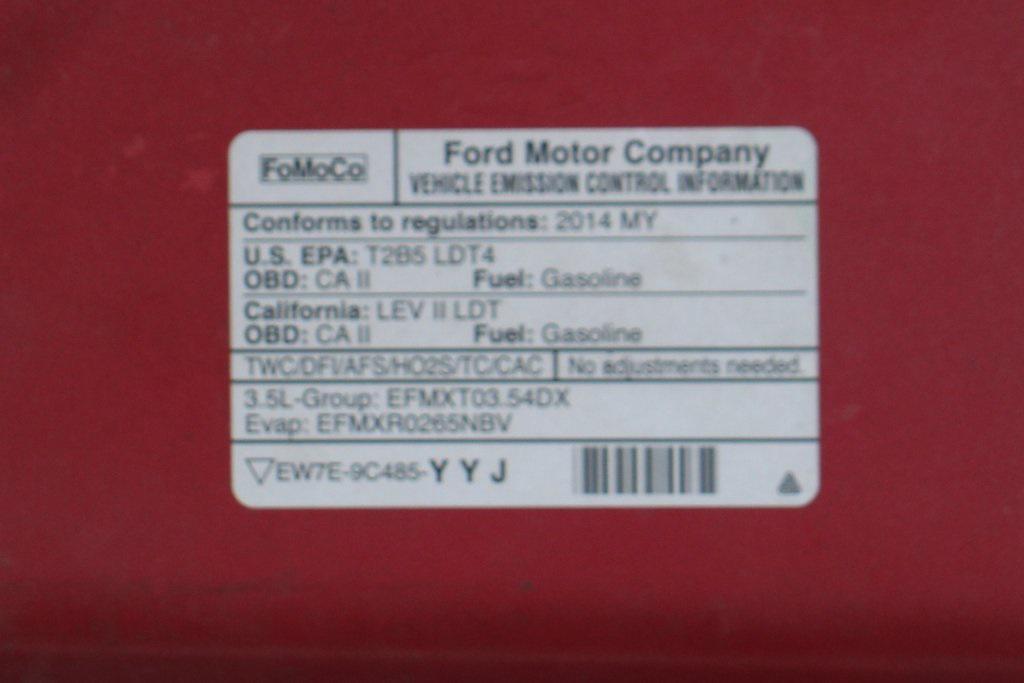 FoMoCo
Ford Motor Company
VEHICLE EMISSION CONTROL INFORMATION
Conforms to regulations: 2014 MY
U.S. EPA: T2B5 LDT4
OBD: CA II Fuel: Gasoline
California: LEV II LDT
OBD: CA II Fuel: Gasoline
TWC/DFI/AFS/HO2S/TC/CAC No adjustments needed.
3.5L-Group: EFMXT03.54DX
Evap: EFMXR0265NBV
EW7E-9C485-Y Y J